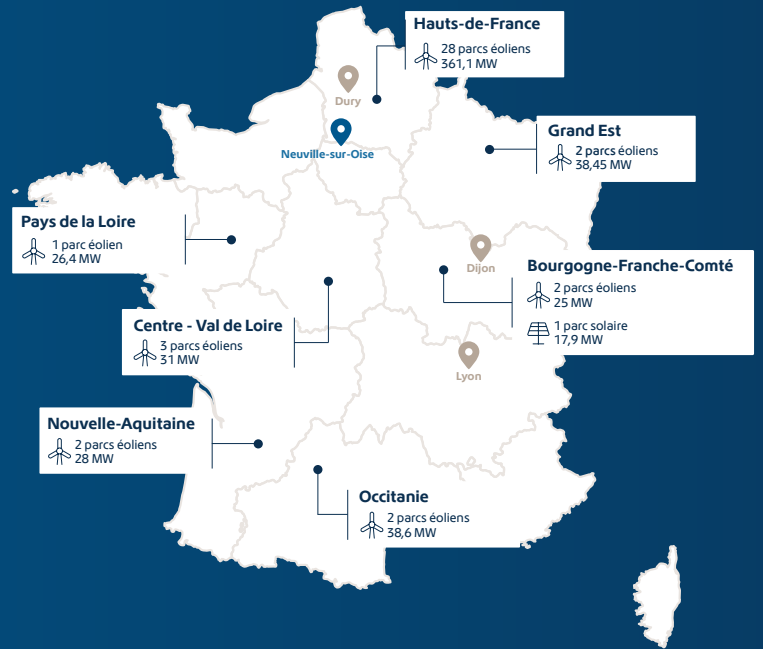 Hauts-de-France
28 parcs éoliens
361,1 MW
Dury
Neuville-sur-Oise
Grand Est
2 parcs éoliens
38,45 MW
Pays de la Loire
1 parc éolien
26,4 MW
Dijon
Bourgogne-Franche-Comté
2 parcs éoliens
25 MW
1 parc solaire
17,9 MW
Centre - Val de Loire
3 parcs éoliens
31 MW
Lyon
Nouvelle-Aquitaine
2 parcs éoliens
28 MW
Occitanie
2 parcs éoliens
38,6 MW